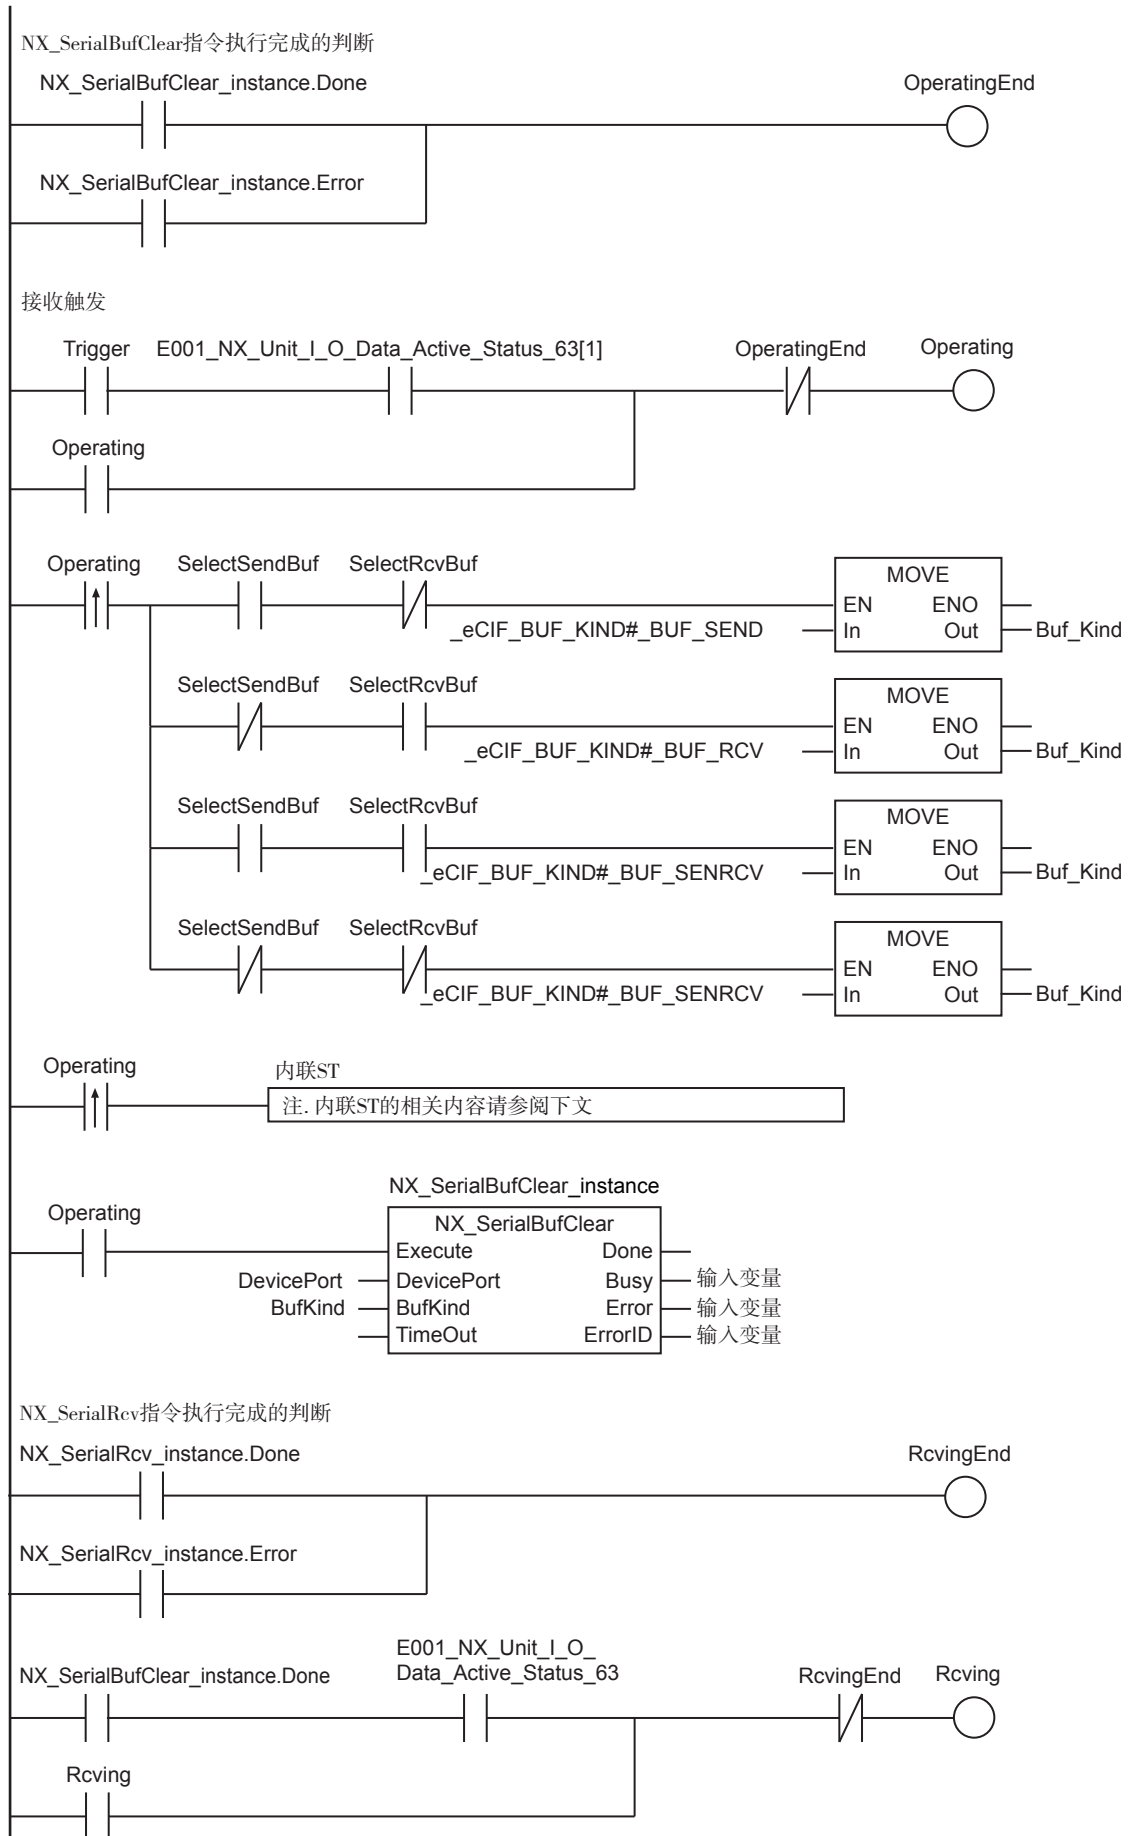 NX_SerialBufClear指令执行完成的判断
NX_SerialBufClear_instance.Done
OperatingEnd
NX_SerialBufClear_instance.Error
接收触发
Trigger
E001_NX_Unit_I_O_Data_Active_Status_63[1]
OperatingEnd
Operating
Operating
Operating
SelectSendBuf
SelectRcvBuf
MOVE
EN
ENO
_eCIF_BUF_KIND#_BUF_SEND
In
Out
Buf_Kind
SelectSendBuf
SelectRcvBuf
MOVE
EN
ENO
_eCIF_BUF_KIND#_BUF_RCV
In
Out
Buf_Kind
SelectSendBuf
SelectRcvBuf
MOVE
EN
ENO
_eCIF_BUF_KIND#_BUF_SENRCV
In
Out
Buf_Kind
SelectSendBuf
SelectRcvBuf
MOVE
EN
ENO
_eCIF_BUF_KIND#_BUF_SENRCV
In
Out
Buf_Kind
Operating
内联ST
注. 内联ST的相关内容请参阅下文
NX_SerialBufClear_instance
Operating
NX_SerialBufClear
Execute
Done
DevicePort
DevicePort
Busy
输入变量
BufKind
BufKind
Error
输入变量
TimeOut
ErrorID
输入变量
NX_SerialRcv指令执行完成的判断
NX_SerialRcv_instance.Done
RcvingEnd
NX_SerialRcv_instance.Error
E001_NX_Unit_I_O_
Data_Active_Status_63
NX_SerialBufClear_instance.Done
RcvingEnd
Rcving
Rcving